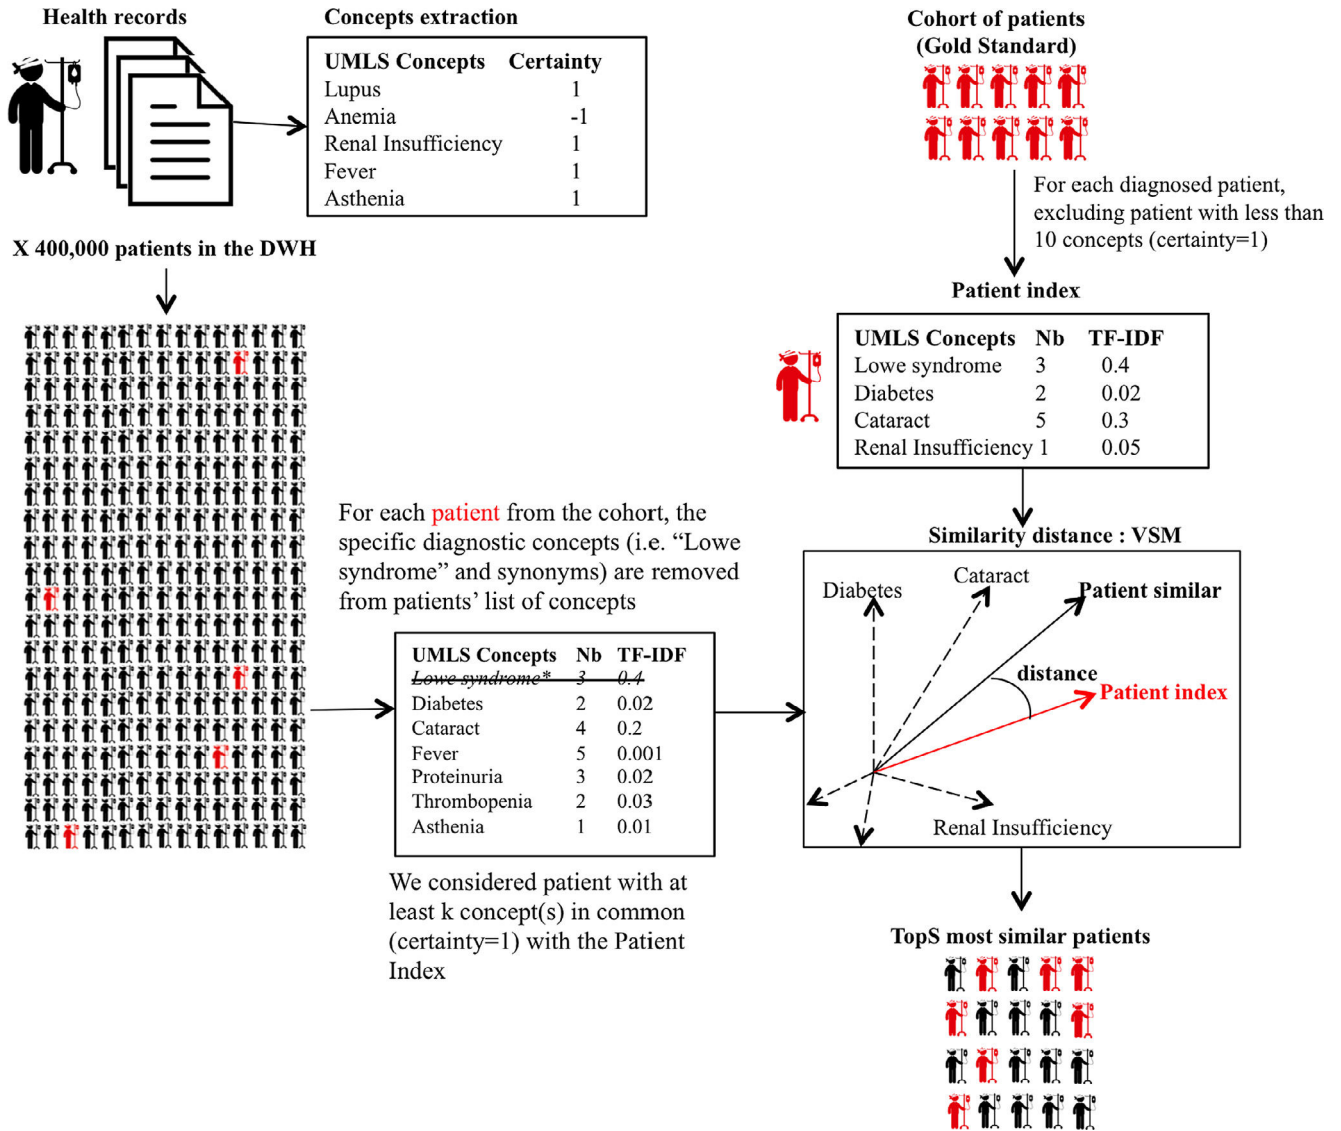 Health records
Concepts extraction
UMLS Concepts Certainty
Lupus 1
Anemia -1
Renal Insufficiency 1
Fever 1
Asthenia 1
X 400,000 patients in the DWH
For each patient from the cohort, the
specific diagnostic concepts (i.e. “Lowe
syndrome” and synonyms) are removed
from patients’ list of concepts
UMLS Concepts Nb TF-IDF
Lowe syndrome* 3 0.4
Diabetes 2 0.02
Cataract 4 0.2
Fever 5 0.001
Proteinuria 3 0.02
Thrombopenia 2 0.03
Asthenia 1 0.01
We considered patient with at
least k concept(s) in common
(certainty=1) with the Patient
Index
Cohort of patients
(Gold Standard)
For each diagnosed patient,
excluding patient with less than
10 concepts (certainty=1)
Patient index
UMLS Concepts Nb TF-IDF
Lowe syndrome 3 0.4
Diabetes 2 0.02
Cataract 5 0.3
Renal Insufficiency 1 0.05
Similarity distance : VSM
Cataract
Diabetes
Patient similar
distance
Patient index
Renal Insufficiency
TopS most similar patients